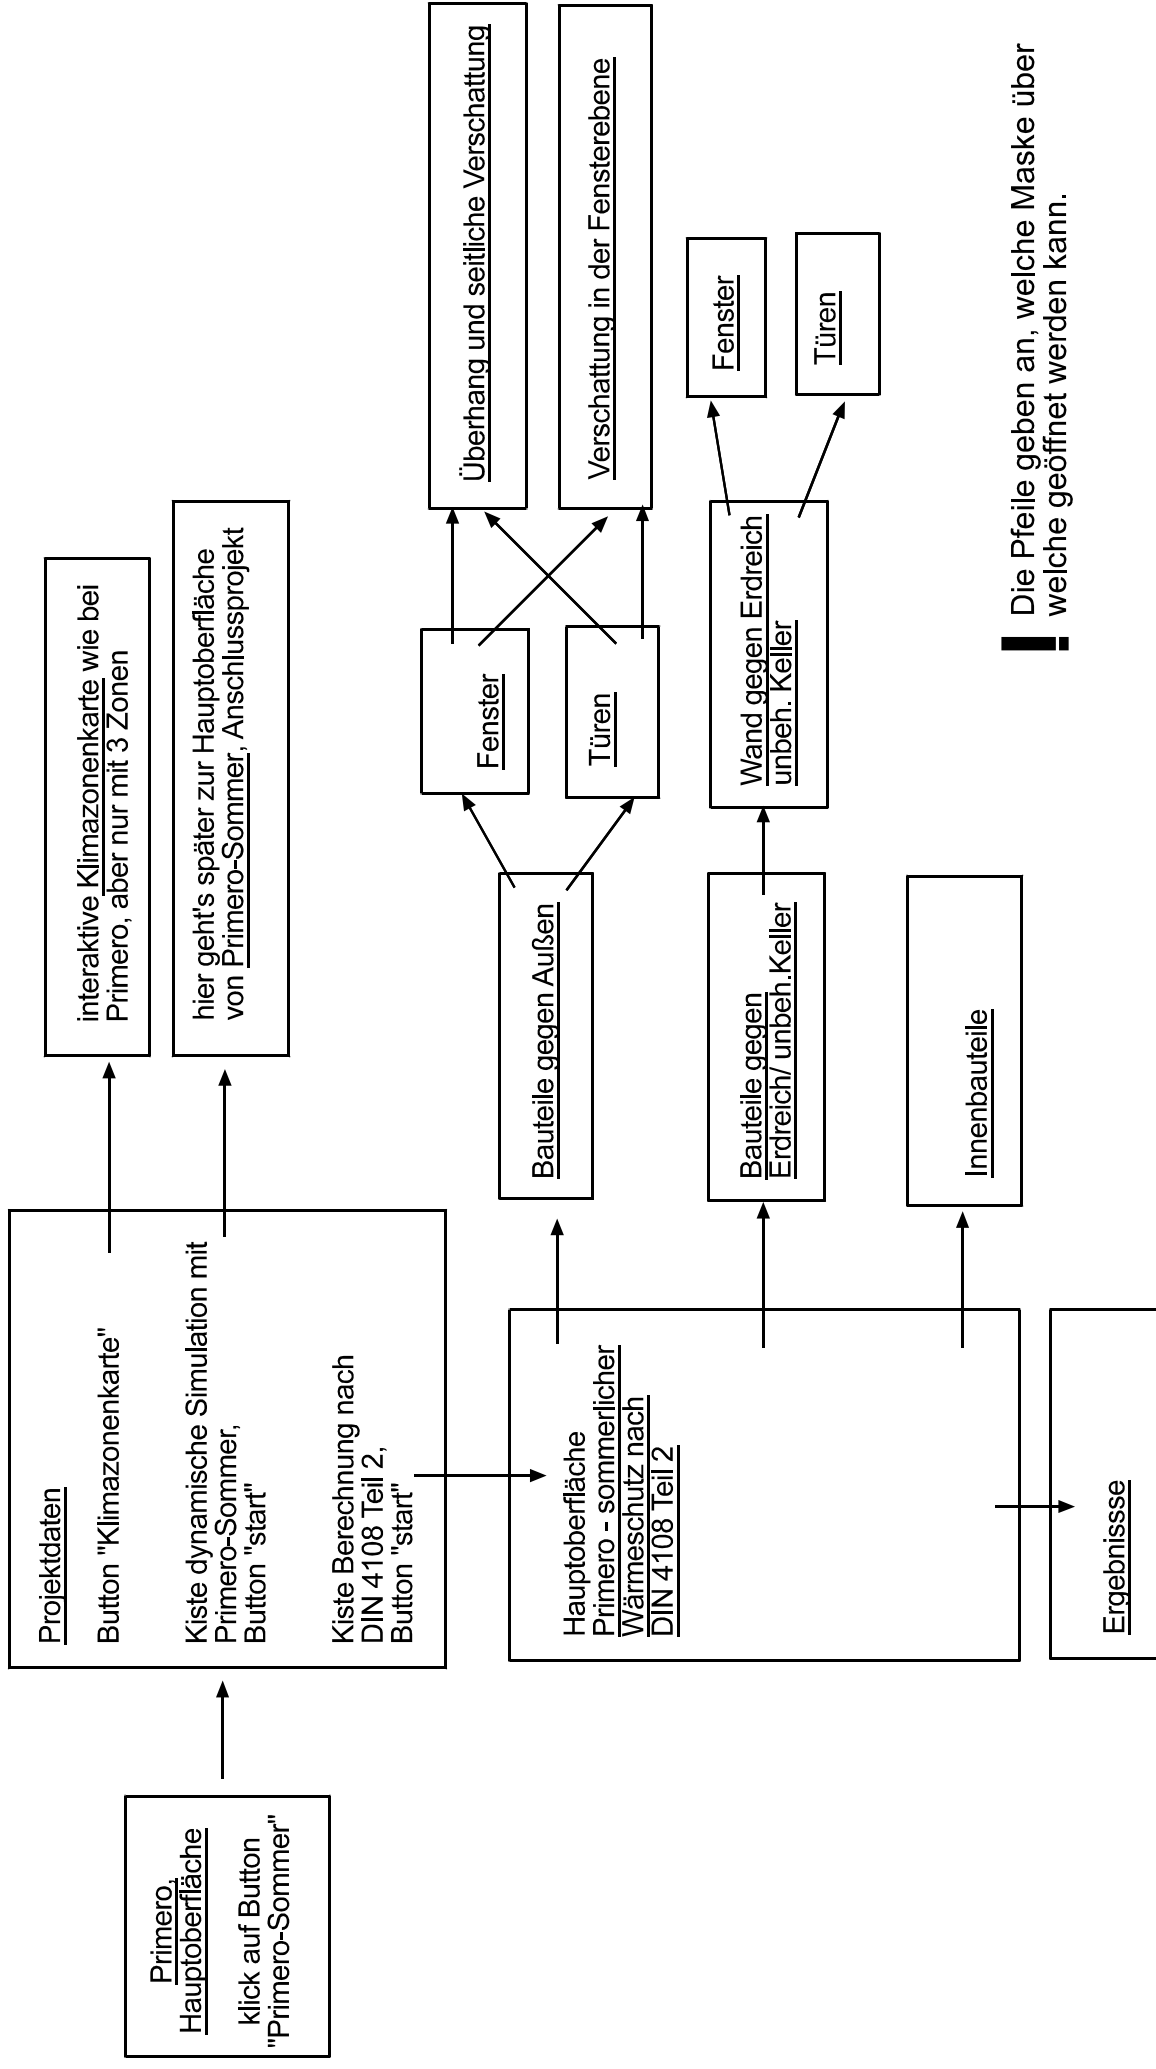 Primero,
Hauptoberfläche
klick auf Button
"Primero-Sommer"
Projektdaten
Button "Klimazonenkarte"
Kiste dynamische Simulation mit
Primero-Sommer,
Button "start"
Kiste Berechnung nach
DIN 4108 Teil 2,
Button "start"
interaktive Klimazonenkarte wie bei
Primero, aber nur mit 3 Zonen
hier geht's später zur Hauptoberfläche
von Primero-Sommer, Anschlussprojekt
Hauptoberfläche
Primero - sommerlicher
Wärmeschutz nach
DIN 4108 Teil 2
Bauteile gegen Außen
Fenster
Türen
Überhang und seitliche Verschattung
Verschattung in der Fensterebene
Bauteile gegen
Erdreich/ unbeh.Keller
Wand gegen Erdreich
unbeh. Keller
Fenster
Türen
Innenbauteile
Ergebnissse
! Die Pfeile geben an, welche Maske über
welche geöffnet werden kann.